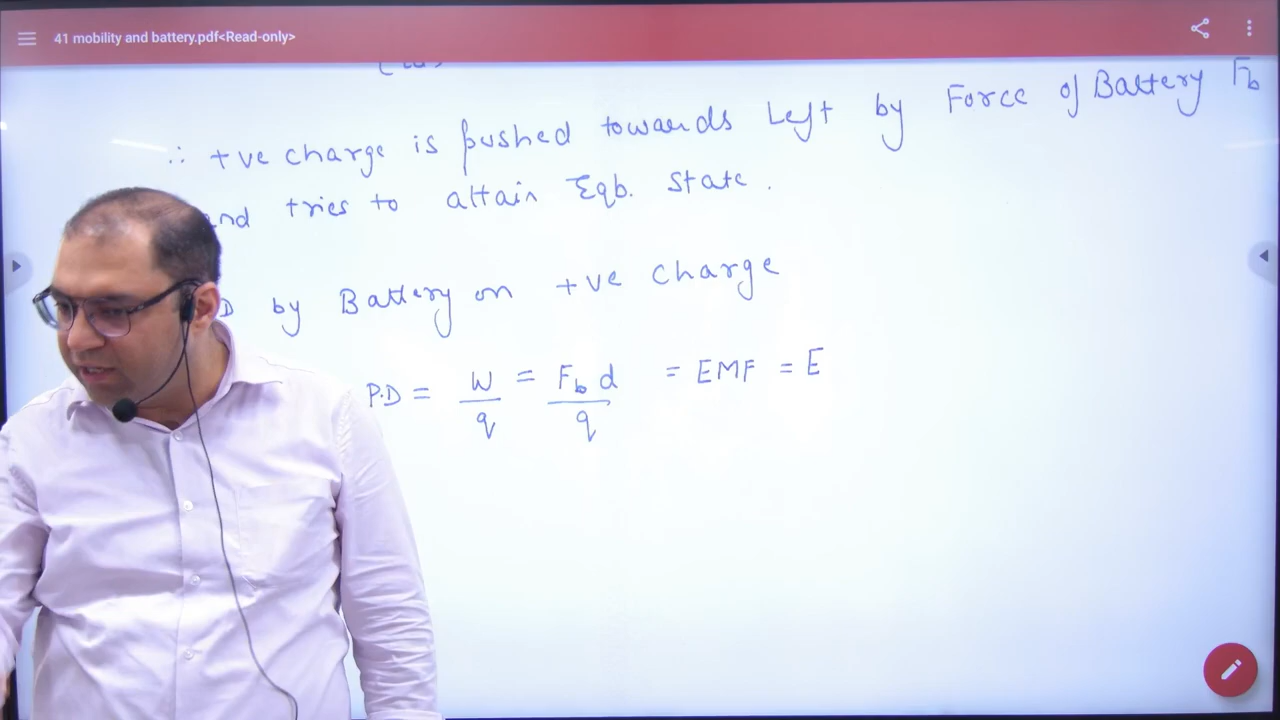 41 mobility and battery.pdf<Read-only>
∴ +ve charge is pushed towards Left by Force of Battery Fb
and tries to attain Eqb. state.
D by Battery on +ve charge
P.D = W/q = Fb d/q = EMF = E